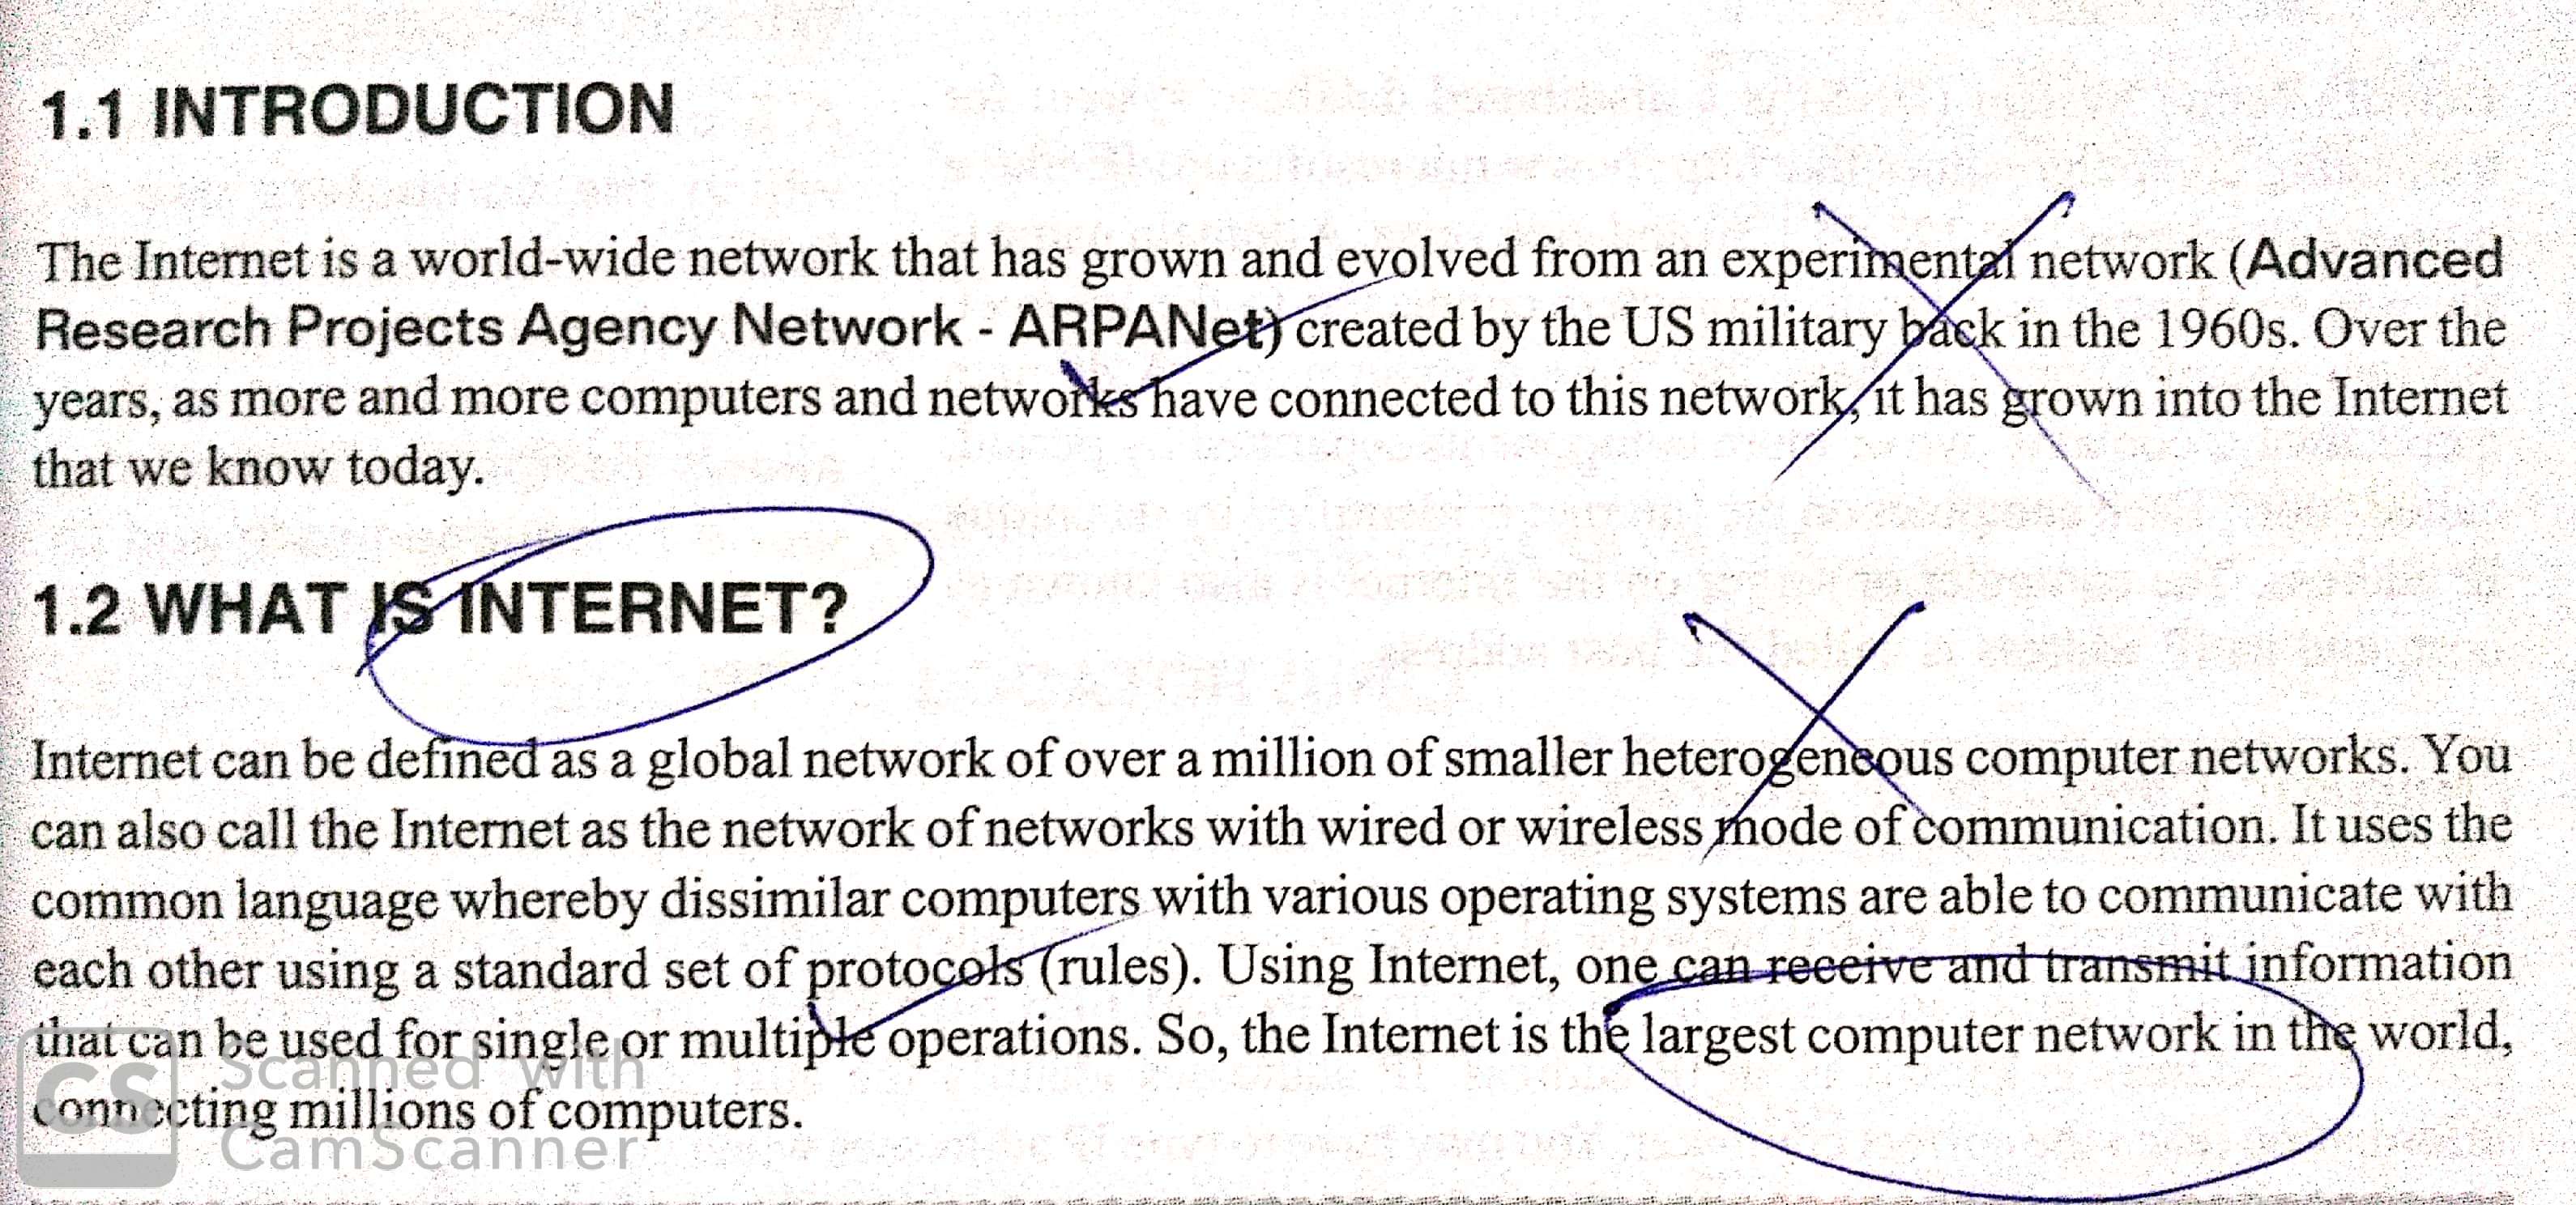 1.1 INTRODUCTION
The Internet is a world-wide network that has grown and evolved from an experimental network (Advanced
Research Projects Agency Network - ARPANet) created by the US military back in the 1960s. Over the
years, as more and more computers and networks have connected to this network, it has grown into the Internet
that we know today.
1.2 WHAT IS INTERNET?
Internet can be defined as a global network of over a million of smaller heterogeneous computer networks. You
can also call the Internet as the network of networks with wired or wireless mode of communication. It uses the
common language whereby dissimilar computers with various operating systems are able to communicate with
each other using a standard set of protocols (rules). Using Internet, one can receive and transmit information
that can be used for single or multiple operations. So, the Internet is the largest computer network in the world,
connecting millions of computers.
CS
Scanned with
CamScanner